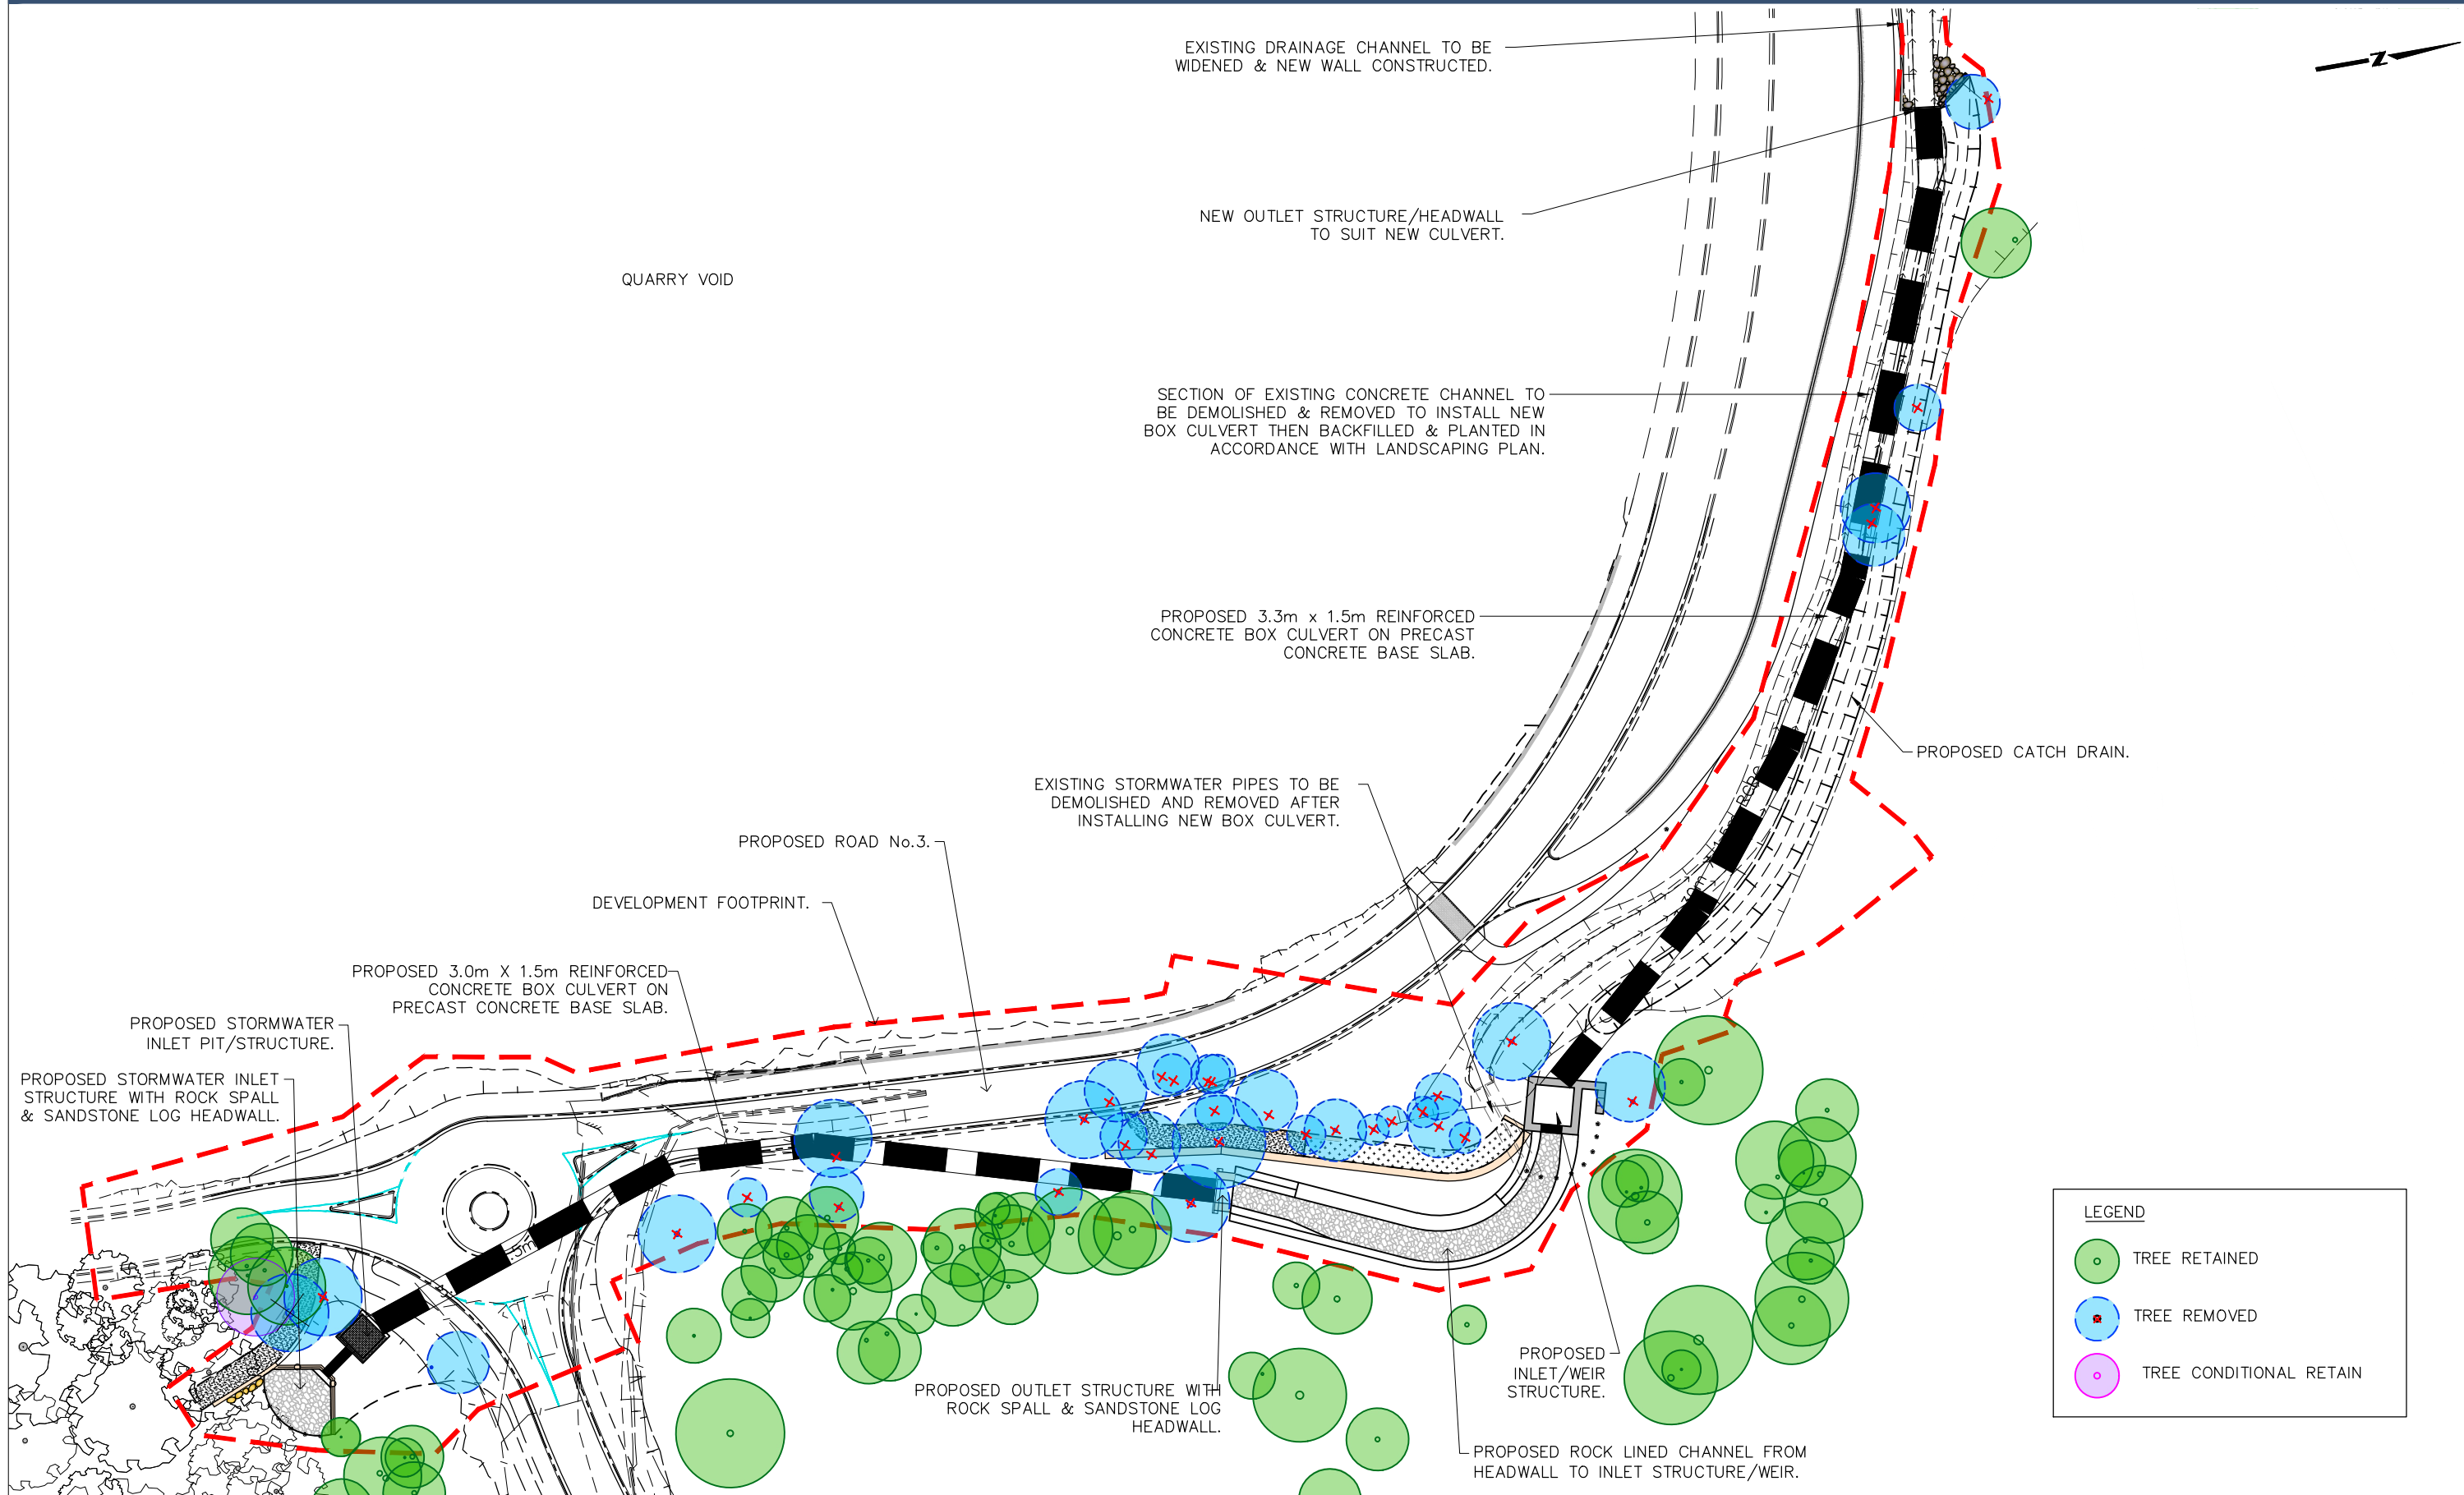 EXISTING DRAINAGE CHANNEL TO BE
WIDENED & NEW WALL CONSTRUCTED.
Z
NEW OUTLET STRUCTURE/HEADWALL
TO SUIT NEW CULVERT.
QUARRY VOID
SECTION OF EXISTING CONCRETE CHANNEL TO
BE DEMOLISHED & REMOVED TO INSTALL NEW
BOX CULVERT THEN BACKFILLED & PLANTED IN
ACCORDANCE WITH LANDSCAPING PLAN.
PROPOSED 3.3m x 1.5m REINFORCED
CONCRETE BOX CULVERT ON PRECAST
CONCRETE BASE SLAB.
PROPOSED CATCH DRAIN.
EXISTING STORMWATER PIPES TO BE
DEMOLISHED AND REMOVED AFTER
INSTALLING NEW BOX CULVERT.
PROPOSED ROAD No.3.
DEVELOPMENT FOOTPRINT.
PROPOSED 3.0m X 1.5m REINFORCED
CONCRETE BOX CULVERT ON
PRECAST CONCRETE BASE SLAB.
PROPOSED STORMWATER
INLET PIT/STRUCTURE.
PROPOSED STORMWATER INLET
STRUCTURE WITH ROCK SPALL
& SANDSTONE LOG HEADWALL.
PROPOSED OUTLET STRUCTURE WITH
ROCK SPALL & SANDSTONE LOG
HEADWALL.
PROPOSED
INLET/WEIR
STRUCTURE.
PROPOSED ROCK LINED CHANNEL FROM
HEADWALL TO INLET STRUCTURE/WEIR.
LEGEND
TREE RETAINED
TREE REMOVED
TREE CONDITIONAL RETAIN